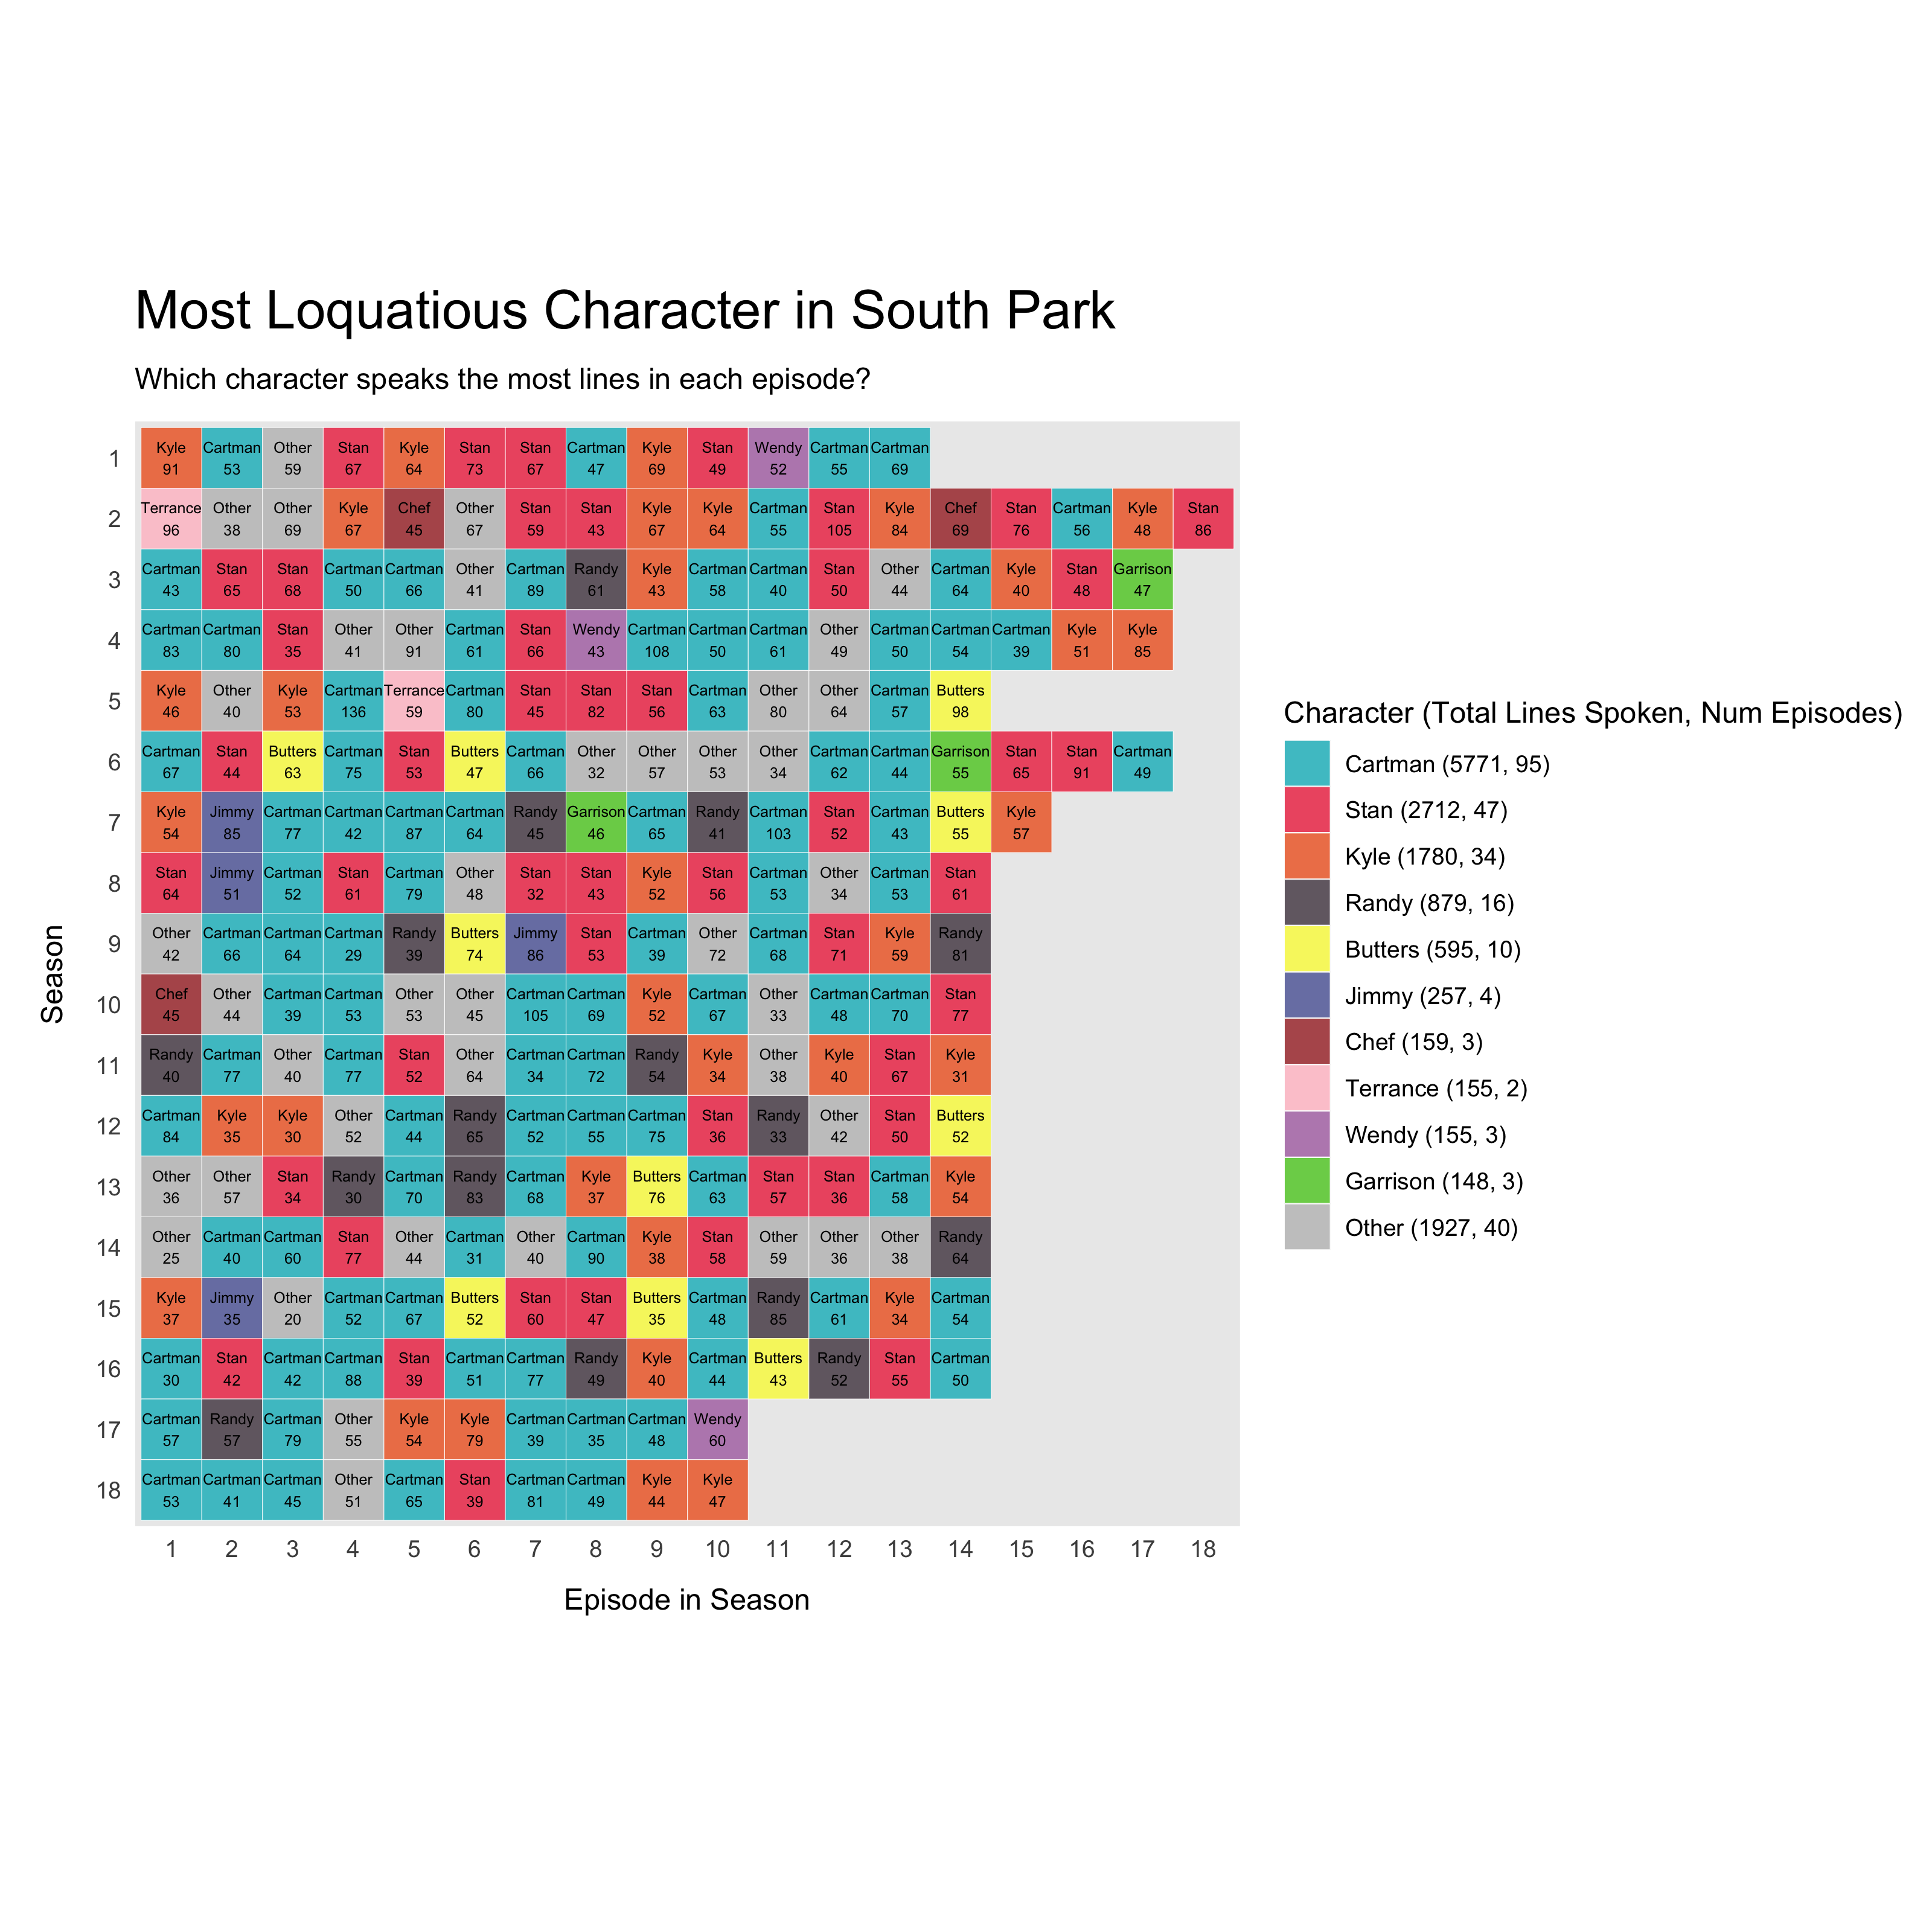 Most Loquatious Character in South Park
Which character speaks the most lines in each episode?
Season
1
Kyle Cartman Other Stan Kyle Stan Stan Cartman Kyle Stan Wendy Cartman Cartman
91 53 59 67 64 73 67 47 69 49 52 55 69
2
Terrance Other Other Kyle Chef Other Stan Stan Kyle Kyle Cartman Stan Kyle Chef Stan Cartman Kyle Stan
96 38 69 67 45 67 59 43 67 64 55 105 84 69 76 56 48 86
3
Cartman Stan Stan Cartman Cartman Other Cartman Randy Kyle Cartman Cartman Stan Other Cartman Kyle Stan Garrison
43 65 68 50 66 41 89 61 43 58 40 50 44 64 40 48 47
4
Cartman Cartman Stan Other Other Cartman Stan Wendy Cartman Cartman Cartman Other Cartman Cartman Cartman Kyle Kyle
83 80 35 41 91 61 66 43 108 50 61 49 50 54 39 51 85
5
Kyle Other Kyle Cartman Terrance Cartman Stan Stan Stan Cartman Other Other Cartman Butters
46 40 53 136 59 80 45 82 56 63 80 64 57 98
6
Cartman Stan Butters Cartman Stan Butters Cartman Other Other Other Other Cartman Cartman Garrison Stan Stan Cartman
67 44 63 75 53 47 66 32 57 53 34 62 44 55 65 91 49
7
Kyle Jimmy Cartman Cartman Cartman Cartman Randy Garrison Cartman Randy Cartman Stan Cartman Butters Kyle
54 85 77 42 87 64 45 46 65 41 103 52 43 55 57
8
Stan Jimmy Cartman Stan Cartman Other Stan Stan Kyle Stan Cartman Other Cartman Stan
64 51 52 61 79 48 32 43 52 56 53 34 53 61
9
Other Cartman Cartman Cartman Randy Butters Jimmy Stan Cartman Other Cartman Stan Kyle Randy
42 66 64 29 39 74 86 53 39 72 68 71 59 81
10
Chef Other Cartman Cartman Other Other Cartman Cartman Kyle Cartman Other Cartman Cartman Stan
45 44 39 53 53 45 105 69 52 67 33 48 70 77
11
Randy Cartman Other Cartman Stan Other Cartman Cartman Randy Kyle Other Kyle Stan Kyle
40 77 40 77 52 64 34 72 54 34 38 40 67 31
12
Cartman Kyle Kyle Other Cartman Randy Cartman Cartman Cartman Stan Randy Other Stan Butters
84 35 30 52 44 65 52 55 75 36 33 42 50 52
13
Other Other Stan Randy Cartman Randy Cartman Kyle Butters Cartman Stan Stan Cartman Kyle
36 57 34 30 70 83 68 37 76 63 57 36 58 54
14
Other Cartman Cartman Stan Other Cartman Other Cartman Kyle Stan Other Other Other Randy
25 40 60 77 44 31 40 90 38 58 59 36 38 64
15
Kyle Jimmy Other Cartman Cartman Butters Stan Stan Butters Cartman Randy Cartman Kyle Cartman
37 35 20 52 67 52 60 47 35 48 85 61 34 54
16
Cartman Stan Cartman Cartman Stan Cartman Cartman Randy Kyle Cartman Butters Randy Stan Cartman
30 42 42 88 39 51 77 49 40 44 43 52 55 50
17
Cartman Randy Cartman Other Kyle Kyle Cartman Cartman Cartman Wendy
57 57 79 55 54 79 39 35 48 60
18
Cartman Cartman Cartman Other Cartman Stan Cartman Cartman Kyle Kyle
53 41 45 51 65 39 81 49 44 47
1 2 3 4 5 6 7 8 9 10 11 12 13 14 15 16 17 18
Episode in Season
Character (Total Lines Spoken, Num Episodes)
Cartman (5771, 95)
Stan (2712, 47)
Kyle (1780, 34)
Randy (879, 16)
Butters (595, 10)
Jimmy (257, 4)
Chef (159, 3)
Terrance (155, 2)
Wendy (155, 3)
Garrison (148, 3)
Other (1927, 40)